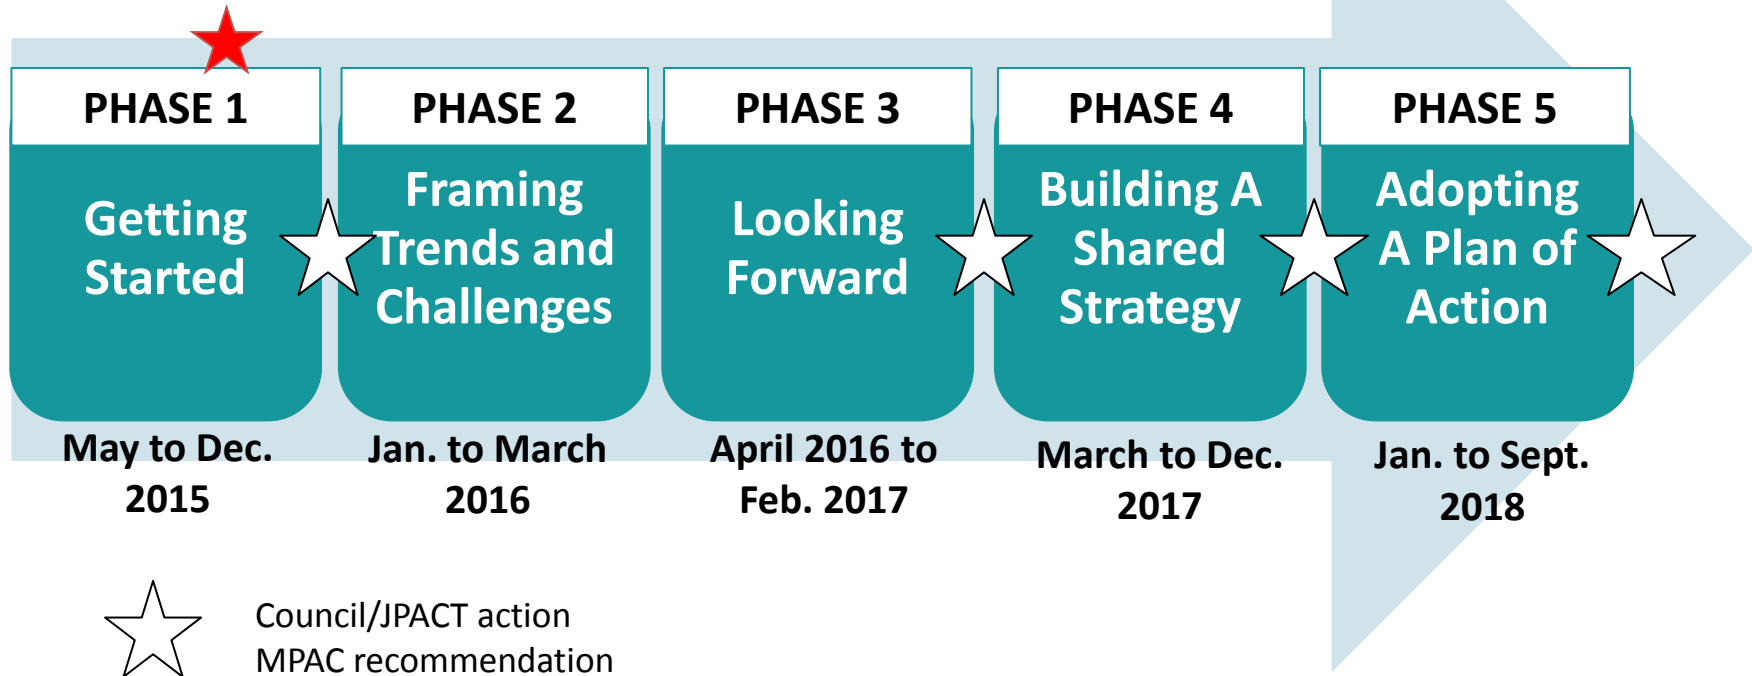 PHASE 1
Getting
Started
May to Dec.
2015
PHASE 2
Framing
Trends and
Challenges
Jan. to March
2016
PHASE 3
Looking
Forward
April 2016 to
Feb. 2017
PHASE 4
Building A
Shared
Strategy
March to Dec.
2017
PHASE 5
Adopting
A Plan of
Action
Jan. to Sept.
2018
Council/JPACT action
MPAC recommendation